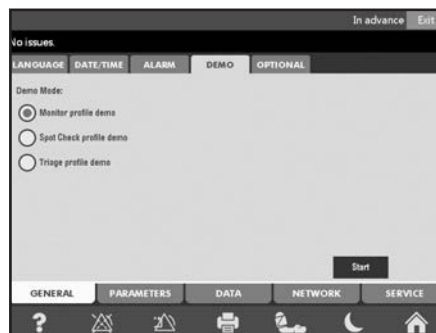 In advance Exit
No issues.
LANGUAGE DATE/TIME ALARM DEMO OPTIONAL
Demo Mode:
Monitor profile demo
Spot Check profile demo
Triage profile demo
Start
GENERAL PARAMETERS DATA NETWORK SERVICE
?